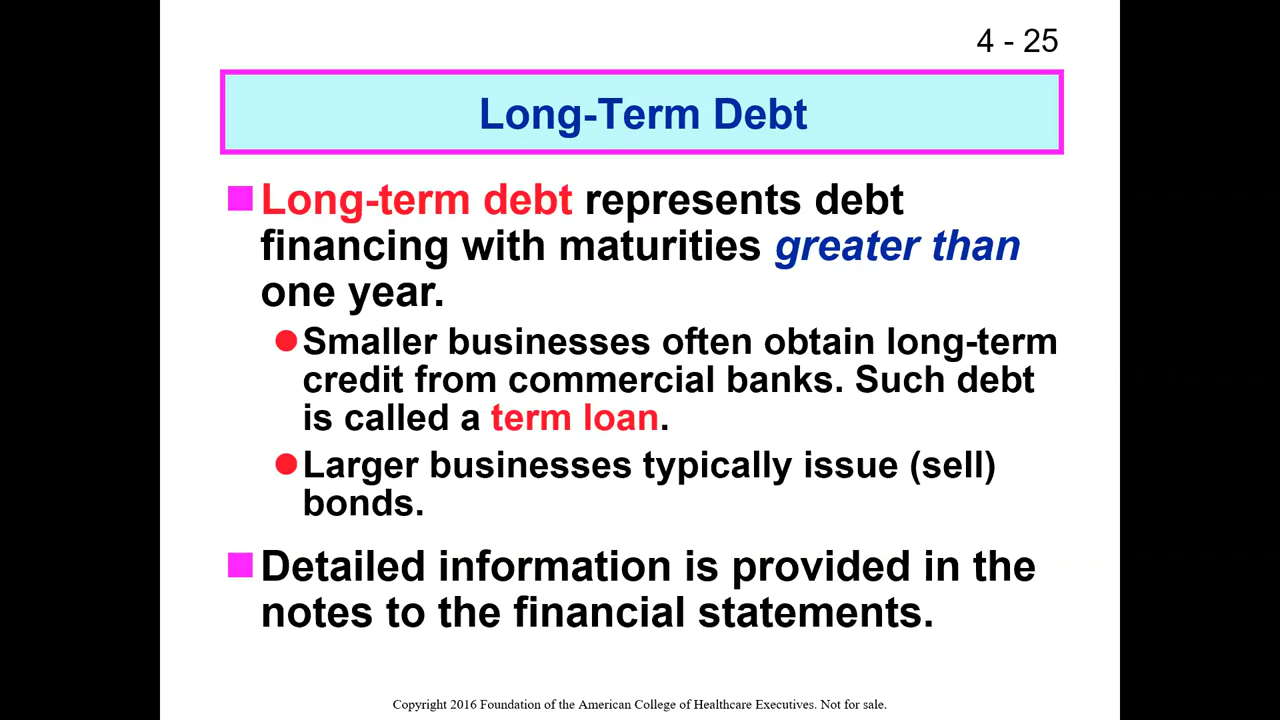 4 - 25
Long-Term Debt
Long-term debt represents debt
financing with maturities greater than
one year.
Smaller businesses often obtain long-term
credit from commercial banks. Such debt
is called a term loan.
Larger businesses typically issue (sell)
bonds.
Detailed information is provided in the
notes to the financial statements.
Copyright 2016 Foundation of the American College of Healthcare Executives. Not for sale.